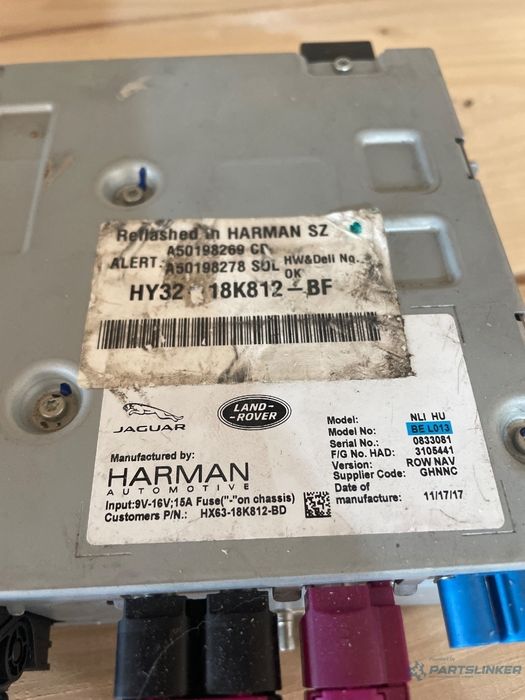 Reflashed in HARMAN SZ
A50198269 CD
ALERT. A50198278 SOL HW&Dell No.
OK
HY32 18K812-BF
JAGUAR
LAND-
ROVER
Model: NLI HU
Model No: BE L013
Serial No.: 0833081
F/G No. HAD: 3105441
Version: ROW NAV
Supplier Code: GHNNC
Date of
manufacture: 11/17/17
Manufactured by:
HARMAN
AUTOMOTIVE
Input:9V-16V;15A Fuse("-"on chassis)
Customers P/N.: HX63-18K812-BD
Powered by
PARTSLINKER